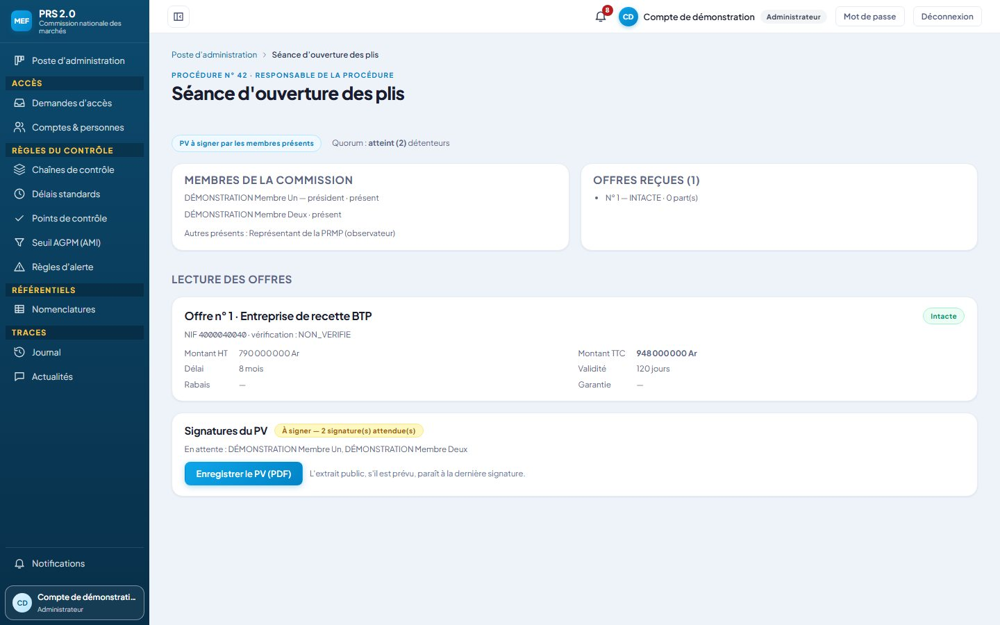 MEF
PRS 2.0
Commission nationale des
marchés
Poste d'administration
ACCÈS
Demandes d'accès
Comptes & personnes
RÈGLES DU CONTRÔLE
Chaînes de contrôle
Délais standards
Points de contrôle
Seuil AGPM (AMI)
Règles d'alerte
RÉFÉRENTIELS
Nomenclatures
TRACES
Journal
Actualités
Notifications
CD
Compte de démonstrati...
Administrateur
8
CD Compte de démonstration Administrateur Mot de passe Déconnexion
Poste d'administration > Séance d'ouverture des plis
PROCÉDURE N° 42 · RESPONSABLE DE LA PROCÉDURE
Séance d'ouverture des plis
PV à signer par les membres présents Quorum : atteint (2) détenteurs
MEMBRES DE LA COMMISSION
DÉMONSTRATION Membre Un — président · présent
DÉMONSTRATION Membre Deux · présent
Autres présents : Représentant de la PRMP (observateur)
OFFRES REÇUES (1)
• N° 1 — INTACTE · 0 part(s)
LECTURE DES OFFRES
Offre n° 1 · Entreprise de recette BTP Intacte
NIF 4000040040 · vérification : NON_VERIFIE
Montant HT 790 000 000 Ar Montant TTC 948 000 000 Ar
Délai 8 mois Validité 120 jours
Rabais — Garantie —
Signatures du PV À signer — 2 signature(s) attendue(s)
En attente : DÉMONSTRATION Membre Un, DÉMONSTRATION Membre Deux
Enregistrer le PV (PDF) L'extrait public, s'il est prévu, paraît à la dernière signature.